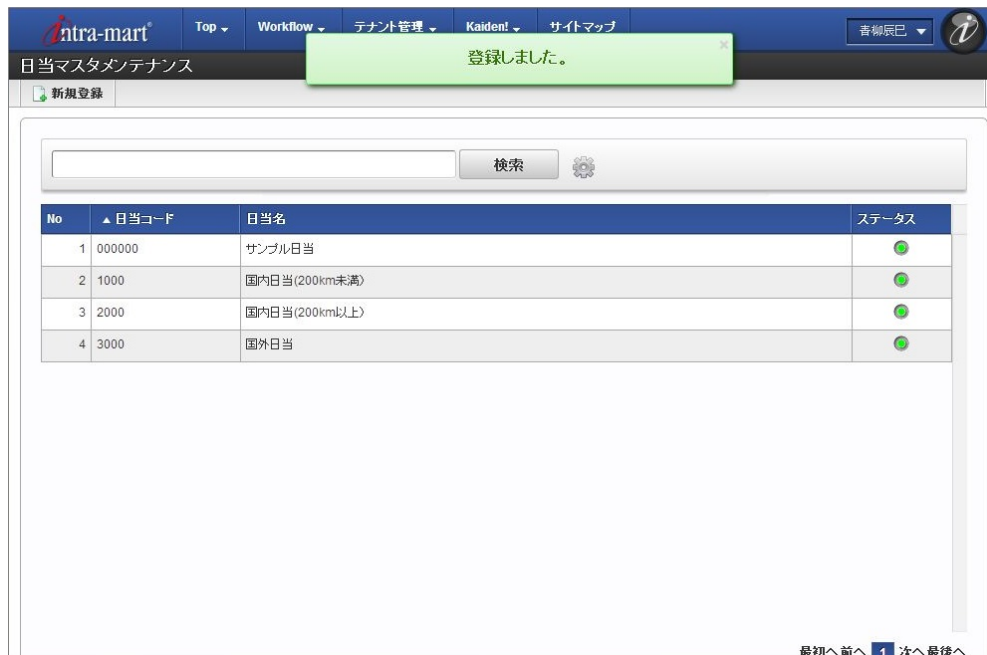 intra-mart® Top Workflow テナント管理 Kaiden! サイトマップ 青柳辰巳
登録しました。 ×
日当マスタメンテナンス
新規登録
検索
No ▲日当コード 日当名 ステータス
1 000000 サンプル日当
2 1000 国内日当(200km未満)
3 2000 国内日当(200km以上)
4 3000 国外日当
最初へ 前へ 1 次へ 最後へ